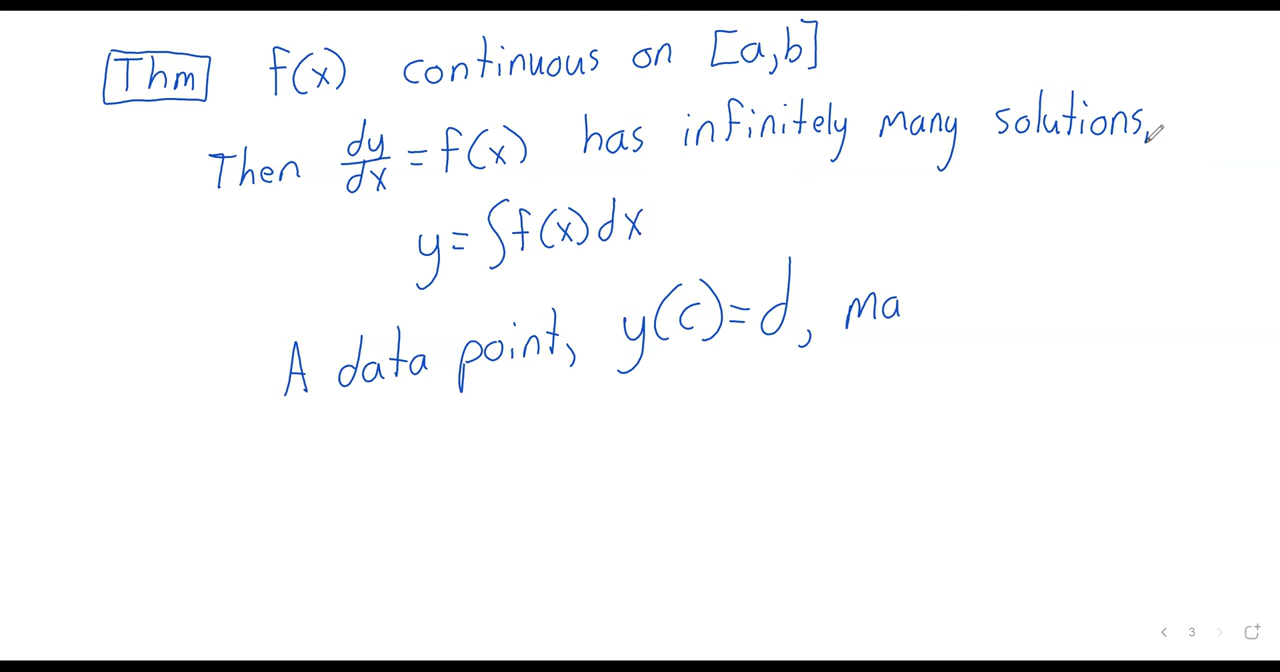 Thm f(x) continuous on [a,b]
Then dy/dx = f(x) has infinitely many solutions,
y = ∫f(x)dx
A data point, y(c)=d, ma
3